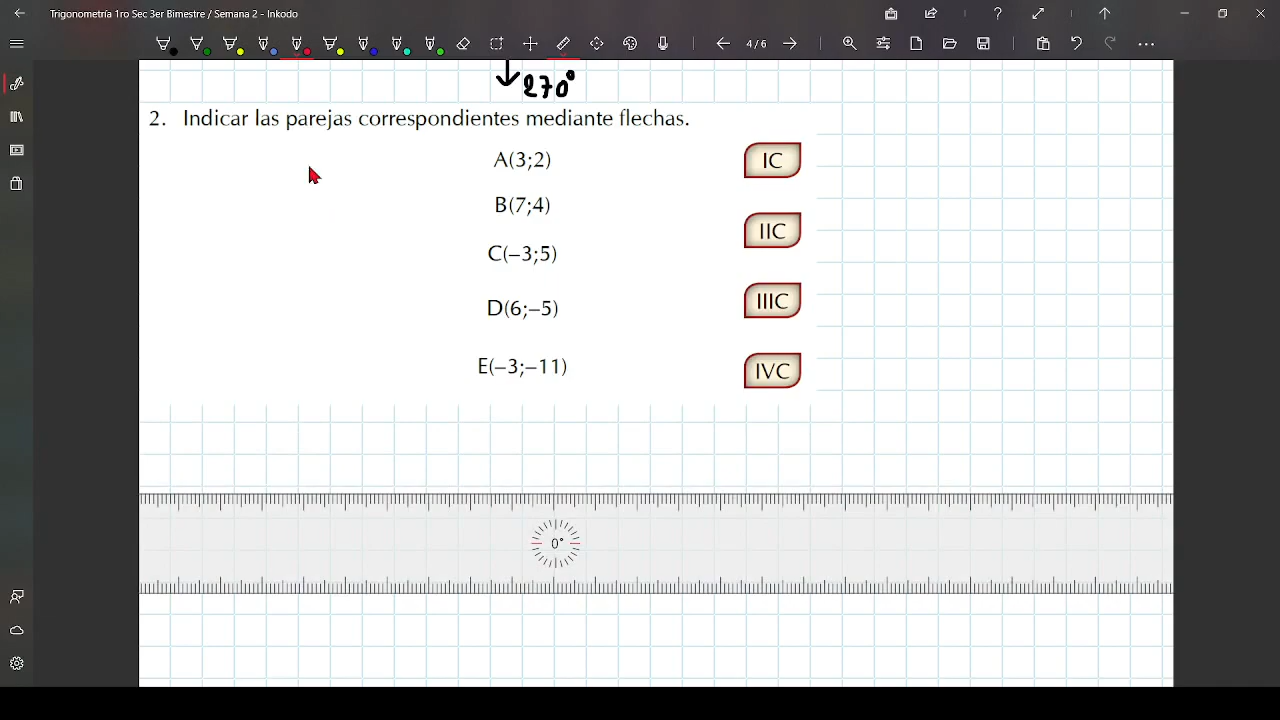 Trigonometría 1ro Sec 3er Bimestre / Semana 2 - Inkodo
4/6
270°
2. Indicar las parejas correspondientes mediante flechas.
A(3;2)
IC
B(7;4)
IIC
C(–3;5)
D(6;–5)
IIIC
E(–3;–11)
IVC
0°